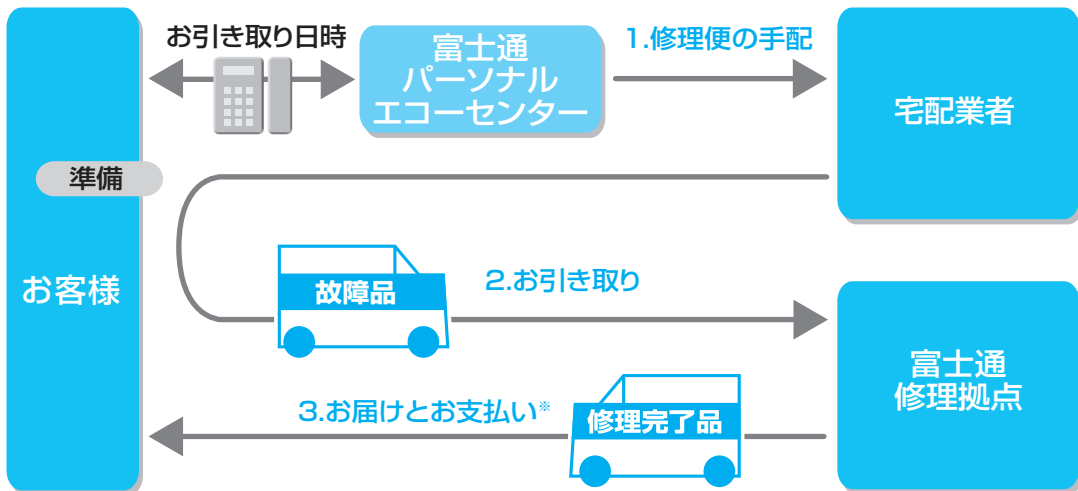 お引き取り日時
富士通
パーソナル
エコーセンター
1.修理便の手配
宅配業者
準備
お客様
故障品
2.お引き取り
富士通
修理拠点
3.お届けとお支払い※
修理完了品